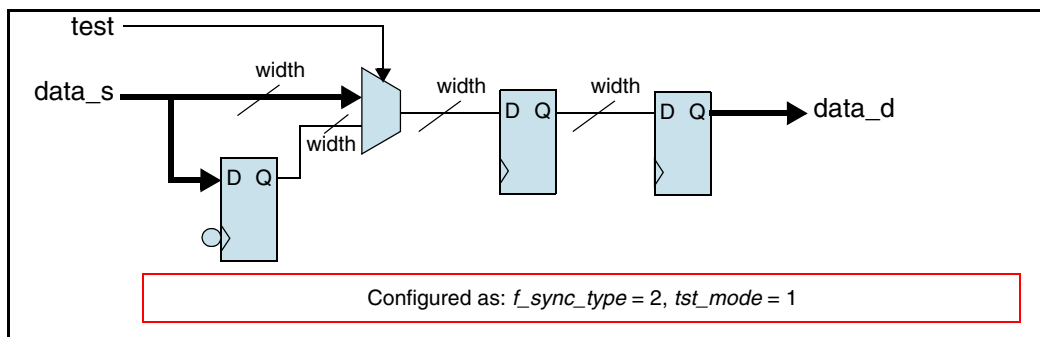 test
width
width
width
data_s
width
data_d
D Q
D Q
D Q
Configured as: f_sync_type = 2, tst_mode = 1